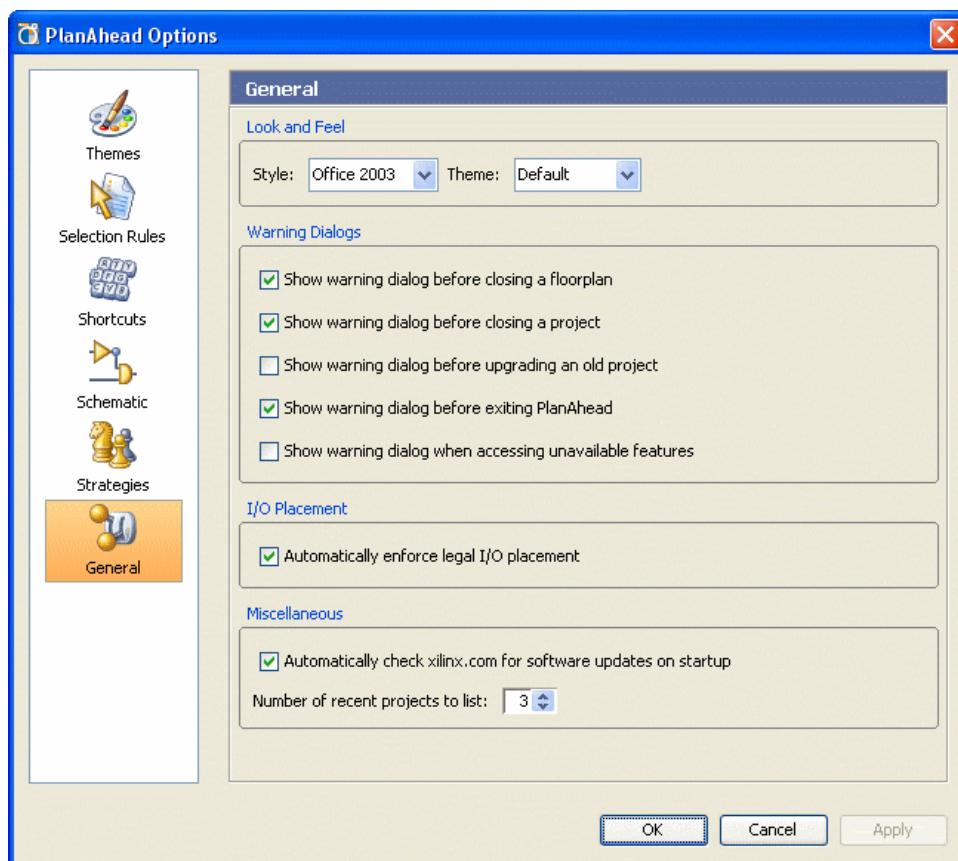 PlanAhead Options
Themes
Selection Rules
Shortcuts
Schematic
Strategies
General
General
Look and Feel
Style: Office 2003 Theme: Default
Warning Dialogs
Show warning dialog before closing a floorplan
Show warning dialog before closing a project
Show warning dialog before upgrading an old project
Show warning dialog before exiting PlanAhead
Show warning dialog when accessing unavailable features
I/O Placement
Automatically enforce legal I/O placement
Miscellaneous
Automatically check xilinx.com for software updates on startup
Number of recent projects to list: 3
OK Cancel Apply